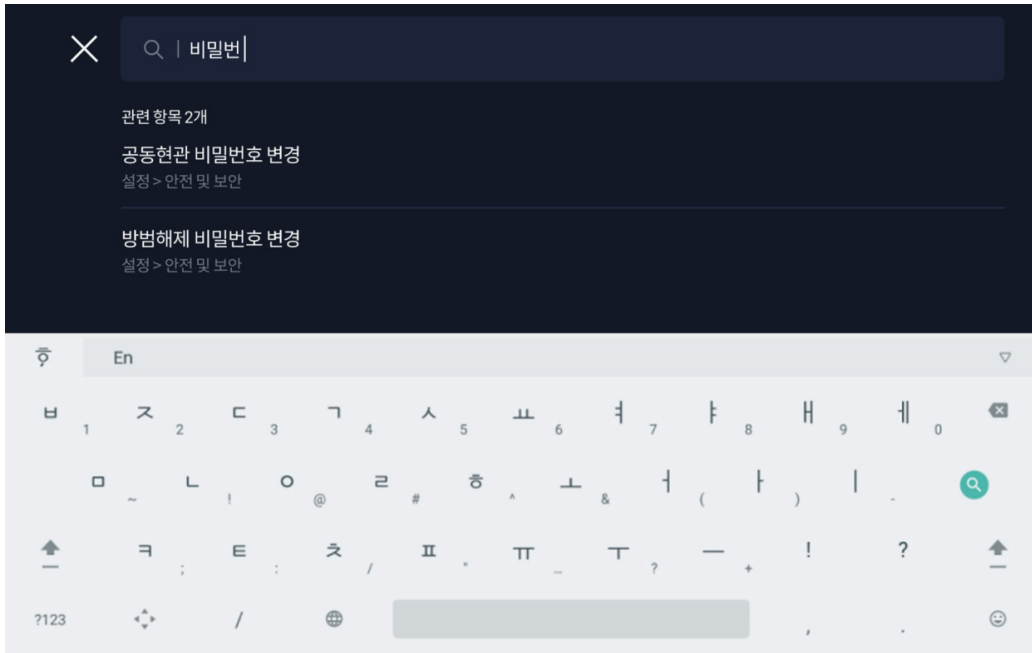 비밀번
관련 항목 2개
공동현관 비밀번호 변경
설정 > 안전 및 보안
방범해제 비밀번호 변경
설정 > 안전 및 보안
ㅎ En
ㅂ 1 ㅈ 2 ㄷ 3 ㄱ 4 ㅅ 5 ㅛ 6 ㅕ 7 ㅑ 8 ㅐ 9 ㅔ 0
ㅁ ~ ㄴ ! ㅇ @ ㄹ # ㅎ ^ ㅗ & ㅓ ( ㅏ ) ㅣ -
ㅋ ; ㅌ : ㅊ / ㅍ ㅠ ... ㅜ ? ㅡ + ! ?
?123 / , .